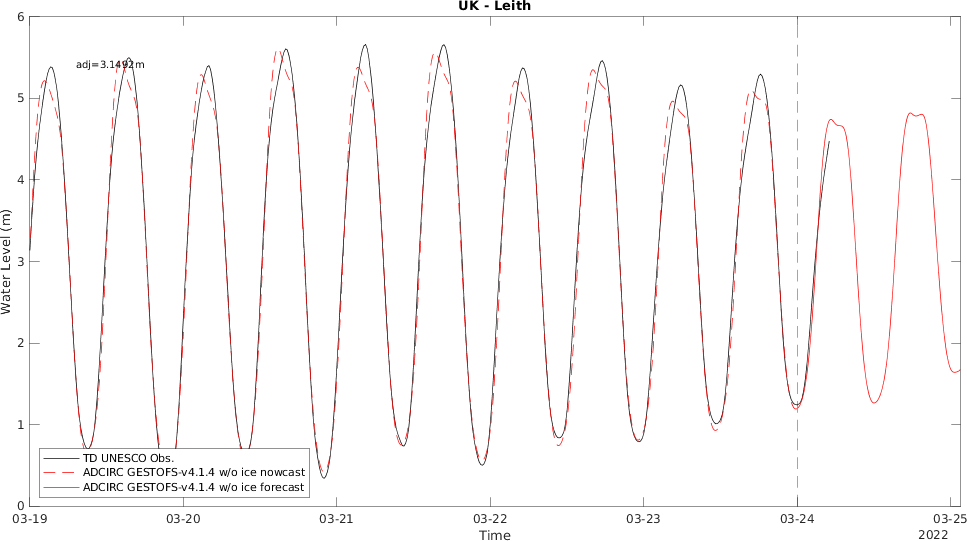 UK - Leith
adj=3.1492m
Water Level (m)
6
5
4
3
2
1
0
TD UNESCO Obs.
ADCIRC GESTOFS-v4.1.4 w/o ice nowcast
ADCIRC GESTOFS-v4.1.4 w/o ice forecast
03-19 03-20 03-21 03-22 03-23 03-24 03-25
Time
2022